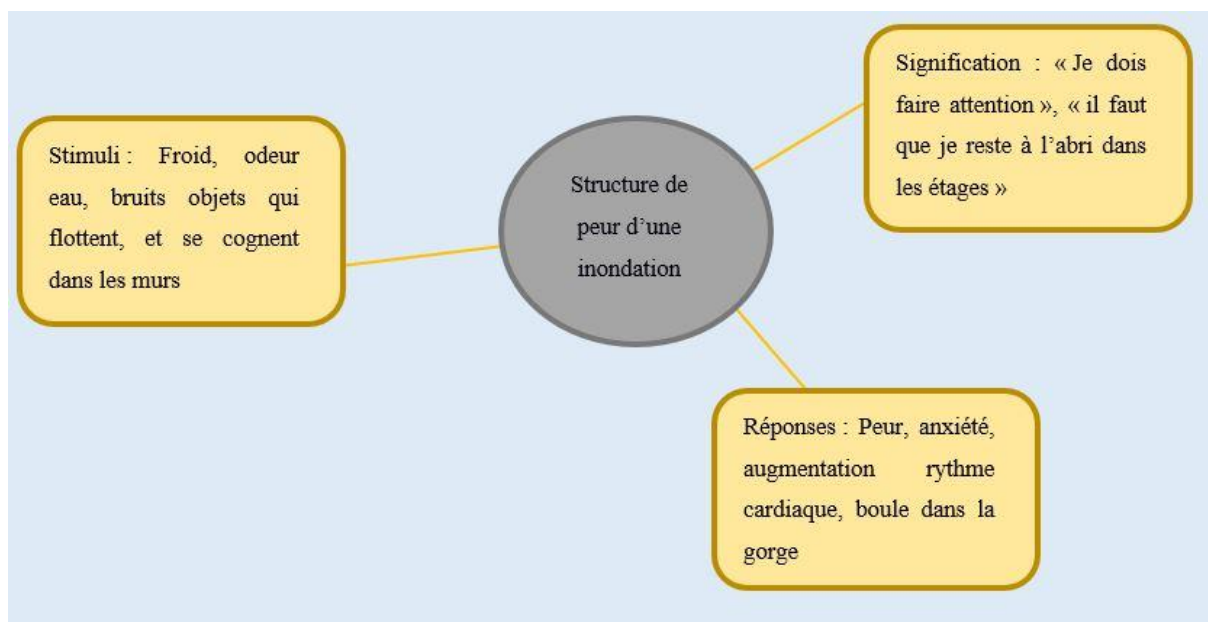 Signification : « Je dois
faire attention », « il faut
que je reste à l’abri dans
les étages »
Stimuli : Froid, odeur
eau, bruits objets qui
flottent, et se cognent
dans les murs
Structure de
peur d’une
inondation
Réponses : Peur, anxiété,
augmentation rythme
cardiaque, boule dans la
gorge